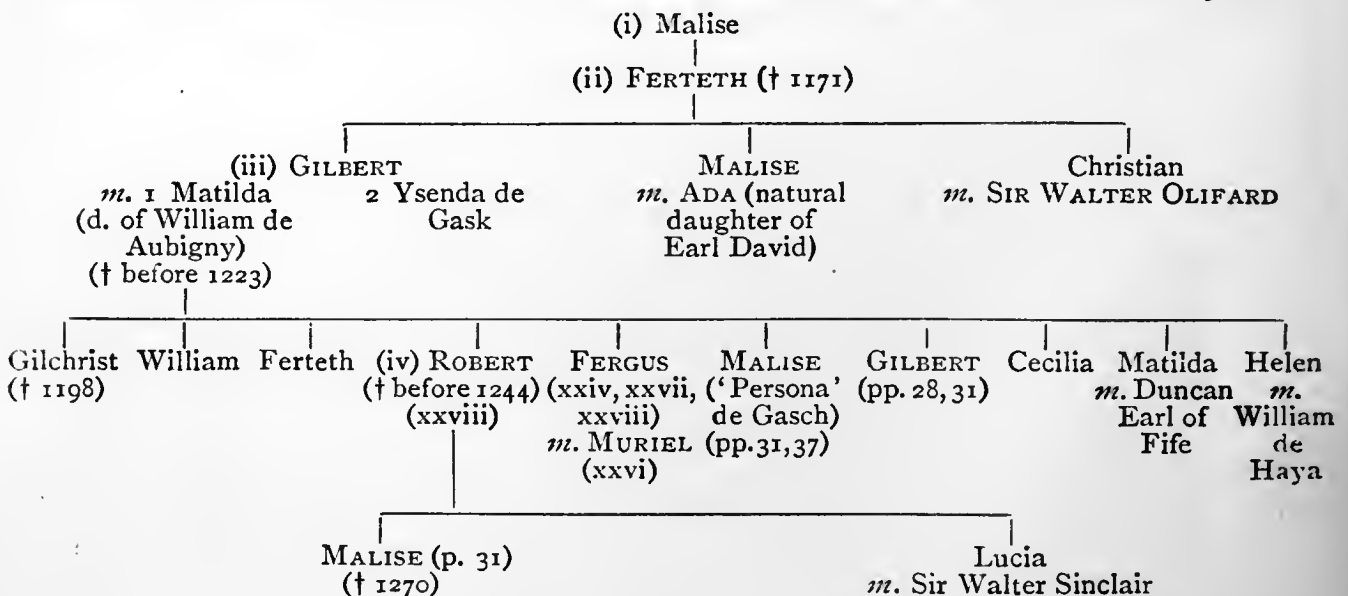 (i) Malise
(ii) FERTETH († 1171)
(iii) GILBERT
m. 1 Matilda
(d. of William de
Aubigny)
(† before 1223)
2 Ysenda de
Gask
MALISE
m. ADA (natural
daughter of
Earl David)
Christian
m. SIR WALTER OLIFARD
Gilchrist
(† 1198)
William
Ferteth
(iv) ROBERT
(† before 1244)
(xxviii)
FERGUS
(xxiv, xxvii,
xxviii)
m. MURIEL
(xxvi)
MALISE
('Persona'
de Gasch)
(pp.31,37)
GILBERT
(pp. 28, 31)
Cecilia
Matilda
m. Duncan
Earl of
Fife
Helen
m.
William
de
Haya
MALISE (p. 31)
(† 1270)
Lucia
m. Sir Walter Sinclair